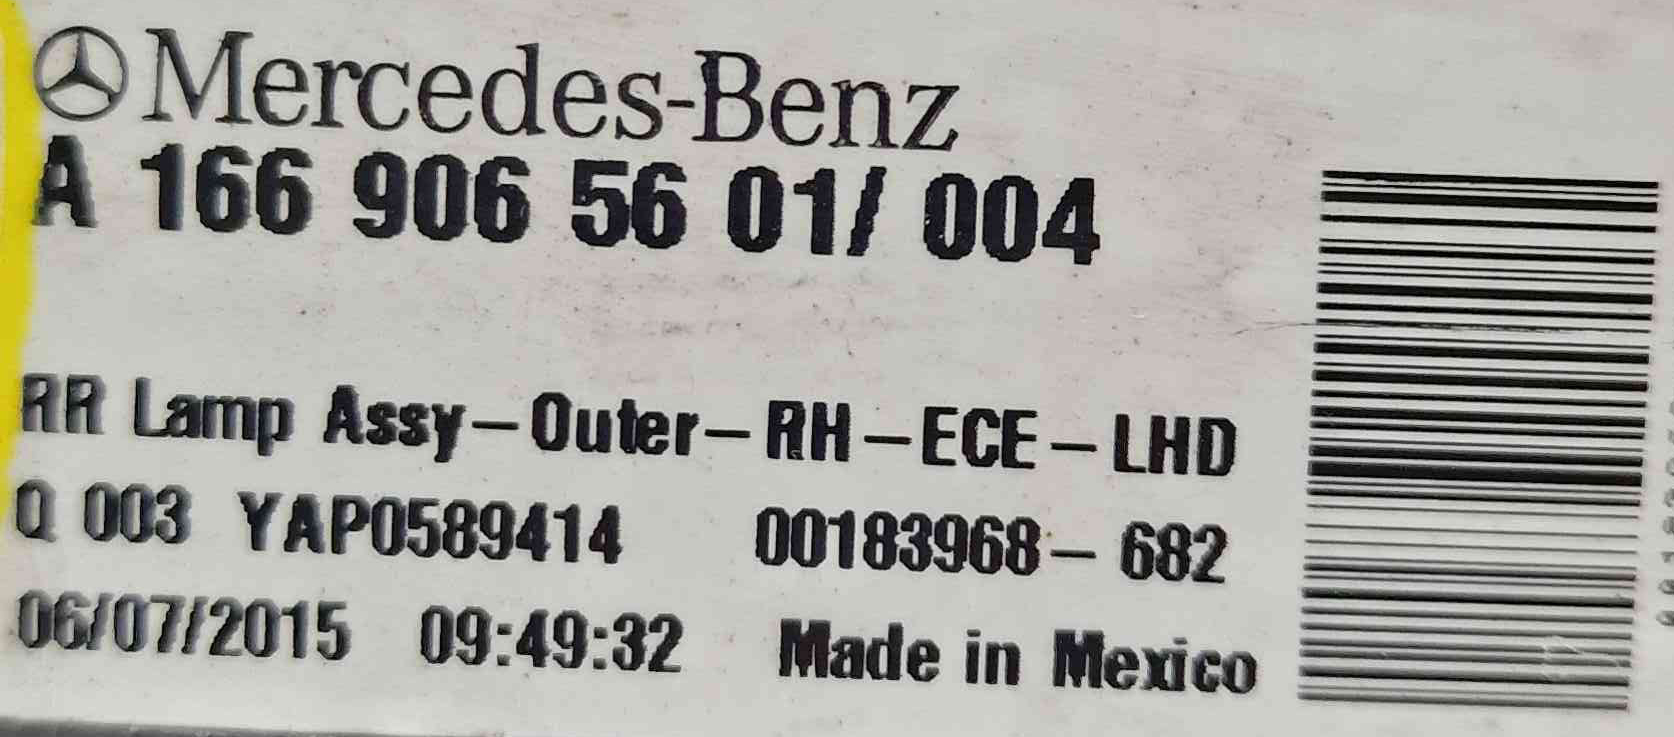 Mercedes-Benz
A 166 906 56 01/ 004
RR Lamp Assy-Outer-RH-ECE-LHD
Q 003 YAP0589414 00183968-682
06/07/2015 09:49:32 Made in Mexico